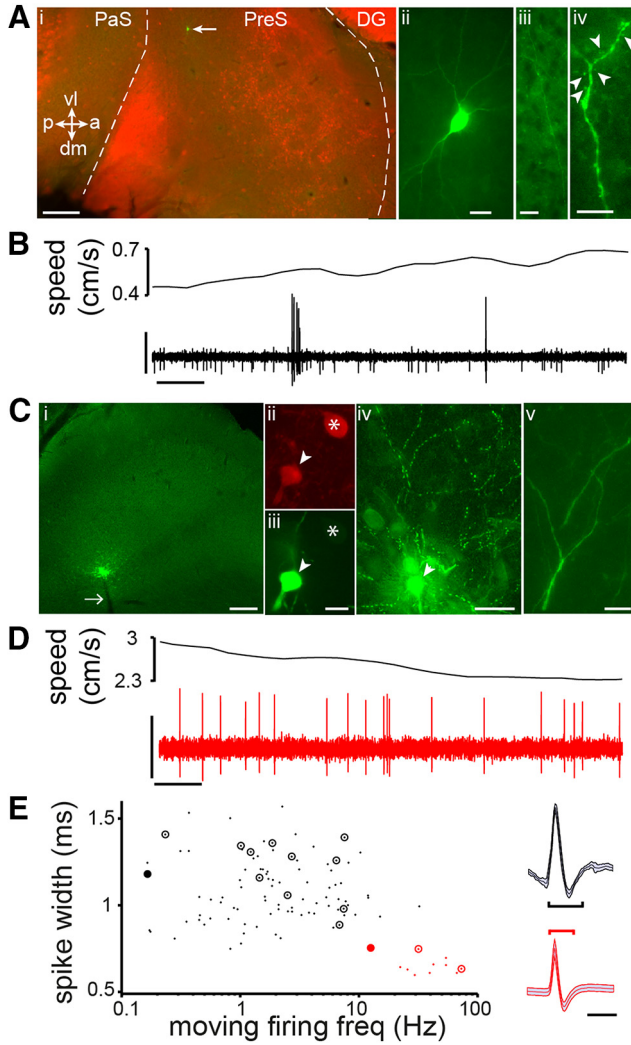 A
i
PaS
PreS
DG
ii
iii
iv
vl
p
a
dm
B
speed
(cm/s)
0.7
0.4
C
i
ii
*
iii
*
iv
v
D
speed
(cm/s)
3
2.3
E
spike width (ms)
1.5
1
0.5
0.1
1
10
100
moving firing freq (Hz)